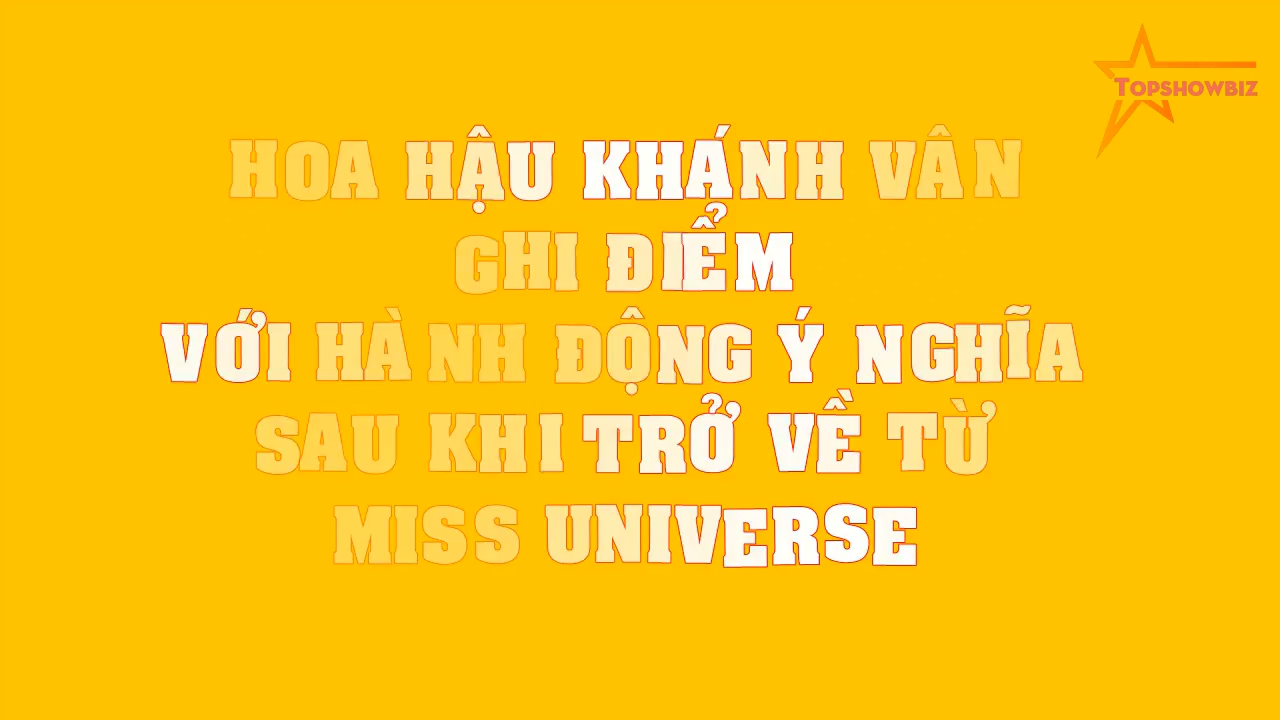 TOPSHOWBIZ
HOA HẬU KHÁNH VÂN
GHI ĐIỂM
VỚI HÀNH ĐỘNG Ý NGHĨA
SAU KHI TRỞ VỀ TỪ
MISS UNIVERSE